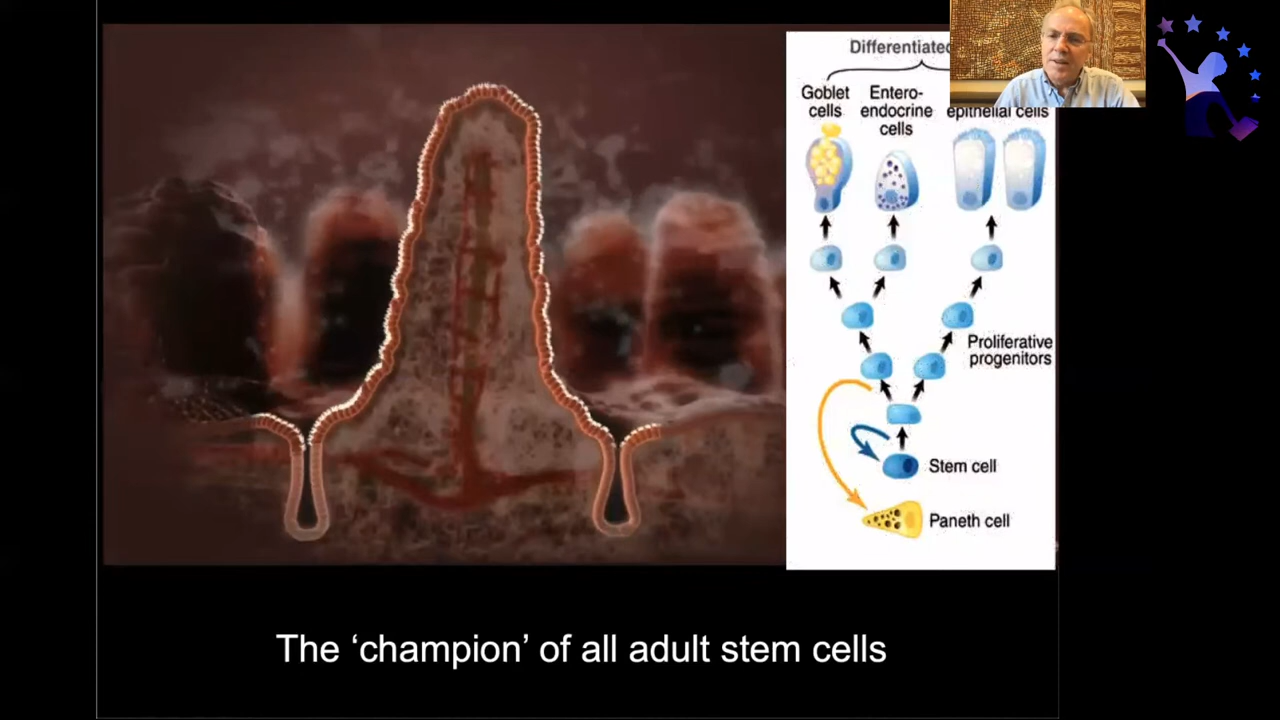 Differentiated
Goblet
cells
Entero-
endocrine
cells
epithelial cells
Proliferative
progenitors
Stem cell
Paneth cell
The ‘champion’ of all adult stem cells